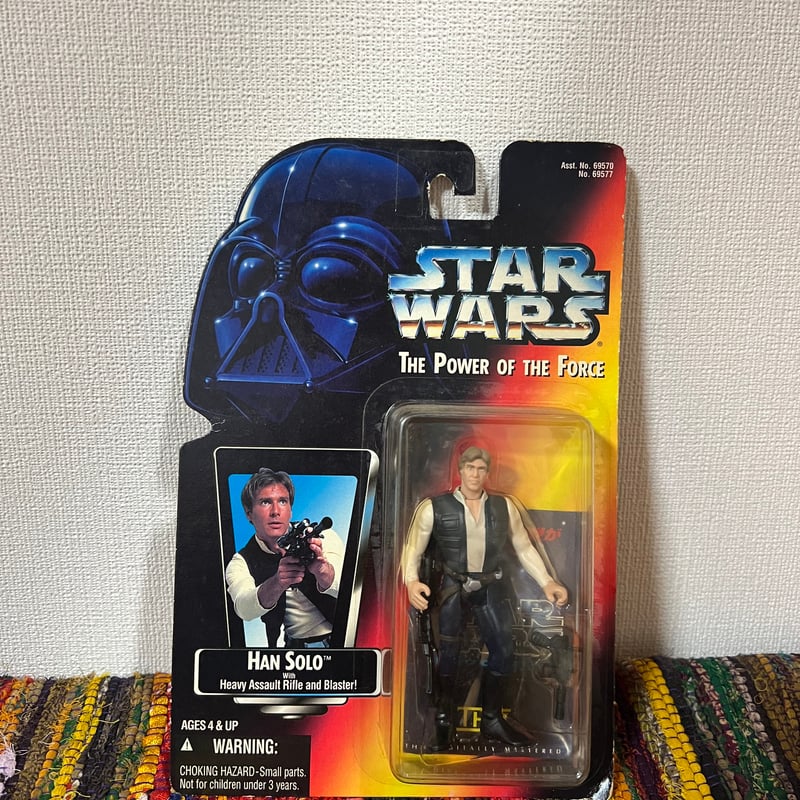 Asst. No. 69570
No. 69577
STAR
WARS
®
THE POWER OF THE FORCE
HAN SOLO™
With
Heavy Assault Rifle and Blaster!
AGES 4 & UP
WARNING:
CHOKING HAZARD-Small parts.
Not for children under 3 years.